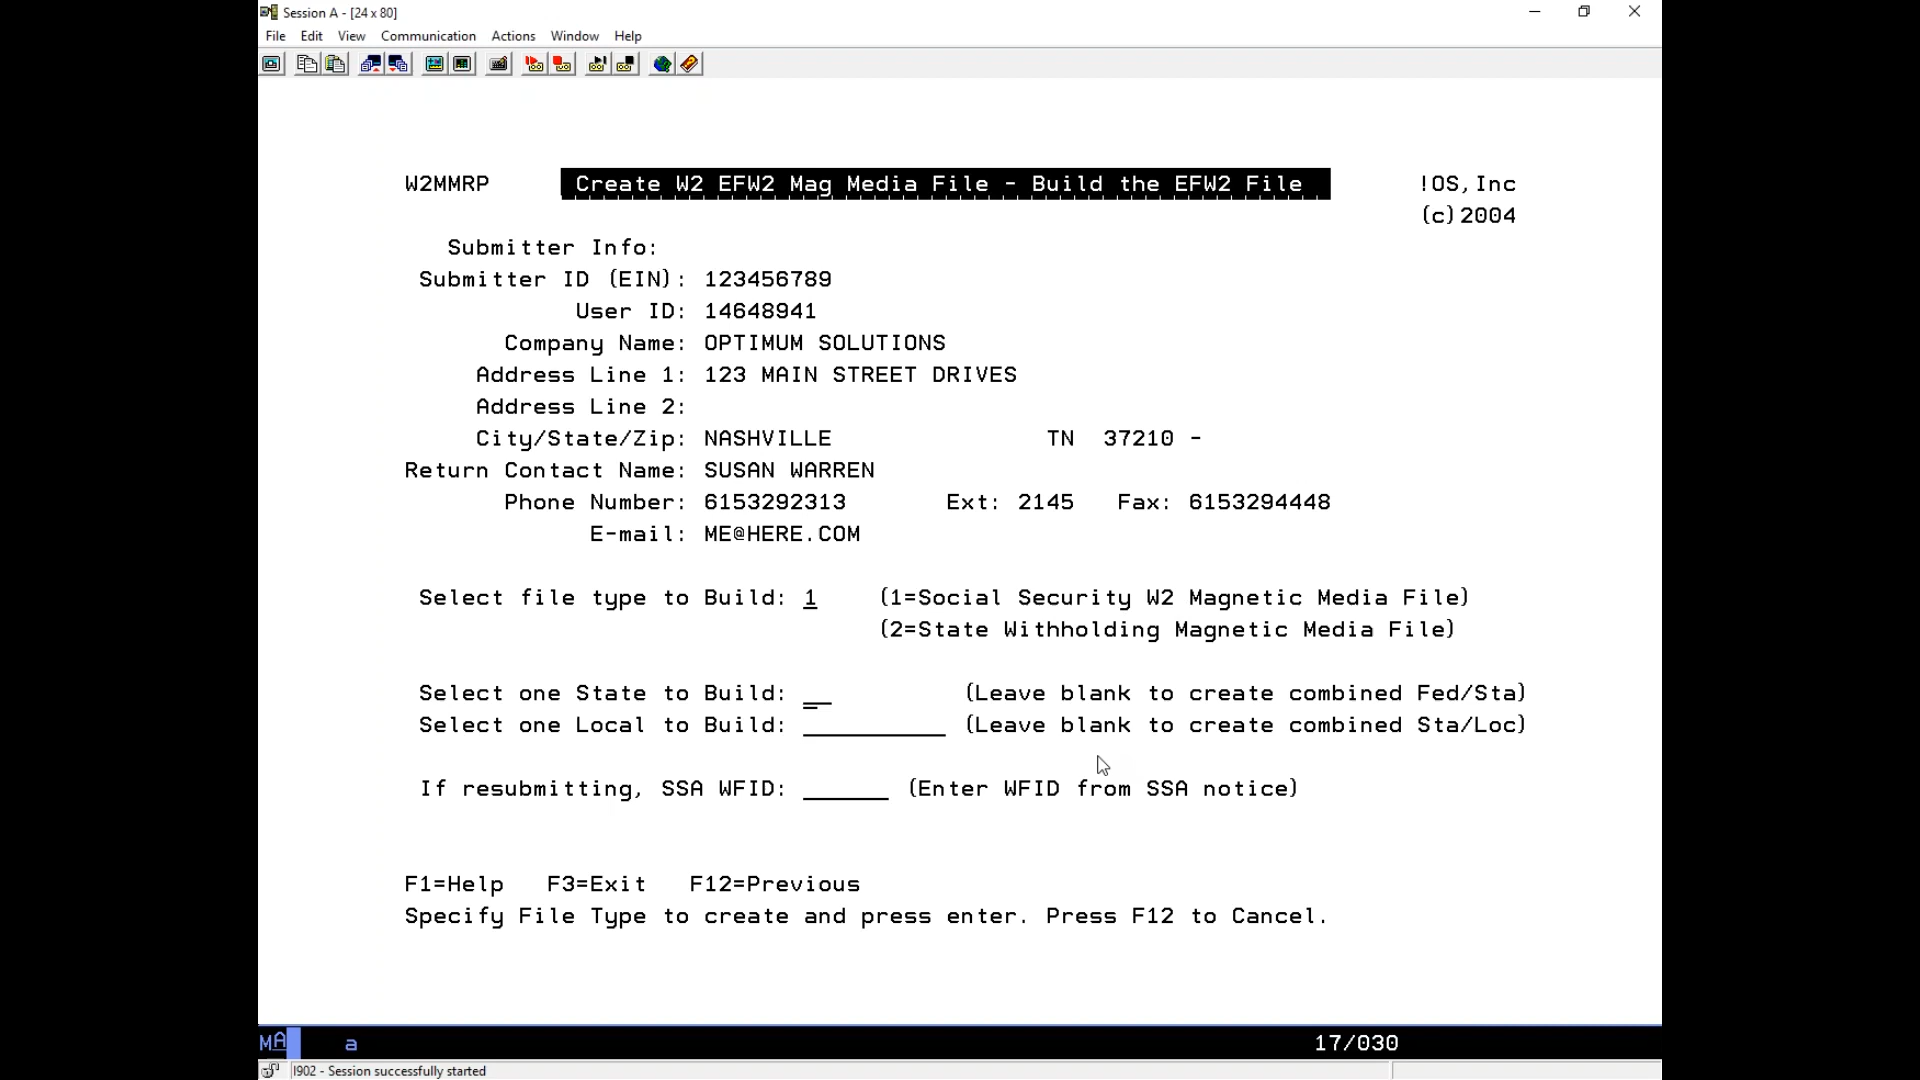 Session A - [24 x 80]
File Edit View Communication Actions Window Help
W2MMRP Create W2 EFW2 Mag Media File - Build the EFW2 File !OS,Inc
(c)2004
Submitter Info:
Submitter ID (EIN): 123456789
User ID: 14648941
Company Name: OPTIMUM SOLUTIONS
Address Line 1: 123 MAIN STREET DRIVES
Address Line 2:
City/State/Zip: NASHVILLE TN 37210 -
Return Contact Name: SUSAN WARREN
Phone Number: 6153292313 Ext: 2145 Fax: 6153294448
E-mail: ME@HERE.COM
Select file type to Build: 1 (1=Social Security W2 Magnetic Media File)
(2=State Withholding Magnetic Media File)
Select one State to Build: __ (Leave blank to create combined Fed/Sta)
Select one Local to Build: __________ (Leave blank to create combined Sta/Loc)
If resubmitting, SSA WFID: ______ (Enter WFID from SSA notice)
F1=Help F3=Exit F12=Previous
Specify File Type to create and press enter. Press F12 to Cancel.
MA a 17/030
I902 - Session successfully started